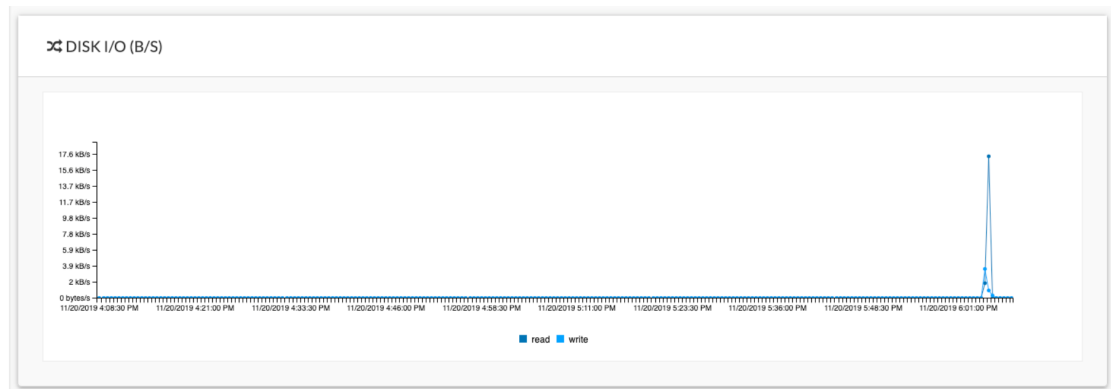 DISK I/O (B/S)
17.6 kB/s
15.6 kB/s
13.7 kB/s
11.7 kB/s
9.8 kB/s
7.8 kB/s
5.9 kB/s
3.9 kB/s
2 kB/s
0 bytes/s
11/20/2019 4:08:30 PM 11/20/2019 4:21:00 PM 11/20/2019 4:33:30 PM 11/20/2019 4:46:00 PM 11/20/2019 4:58:30 PM 11/20/2019 5:11:00 PM 11/20/2019 5:23:30 PM 11/20/2019 5:36:00 PM 11/20/2019 5:48:30 PM 11/20/2019 6:01:00 PM
read write